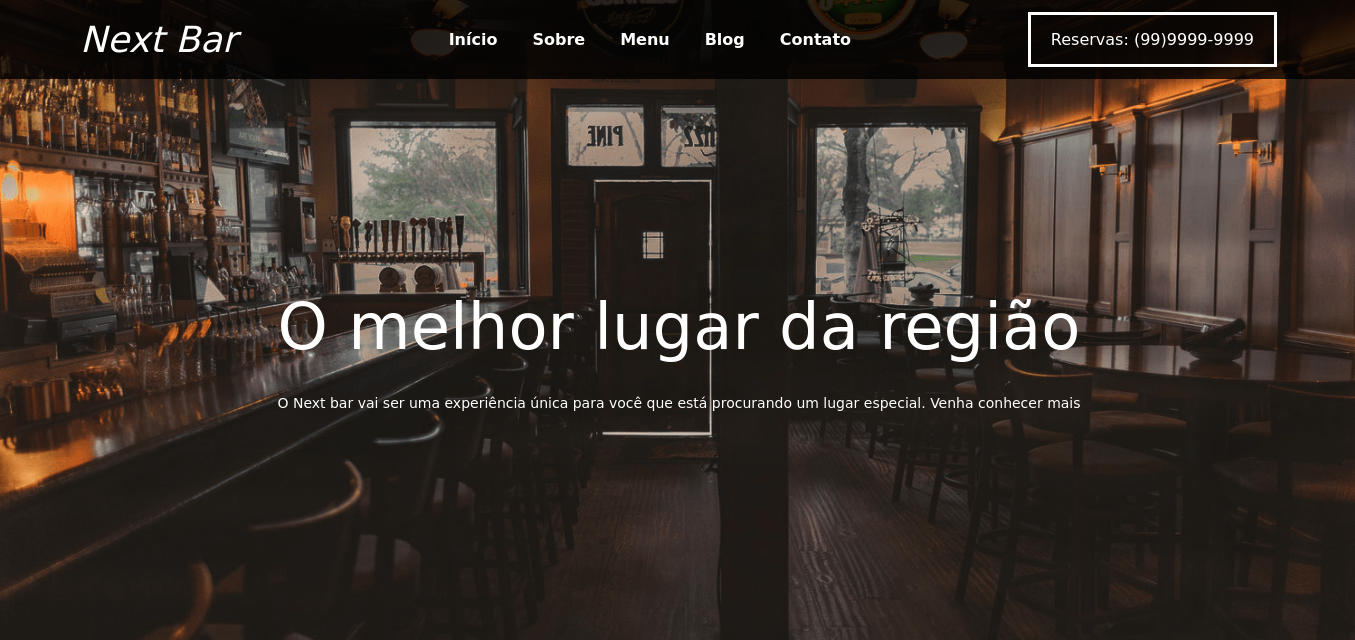 Next Bar
Início Sobre Menu Blog Contato
Reservas: (99)9999-9999
PINE
O melhor lugar da região
O Next bar vai ser uma experiência única para você que está procurando um lugar especial. Venha conhecer mais